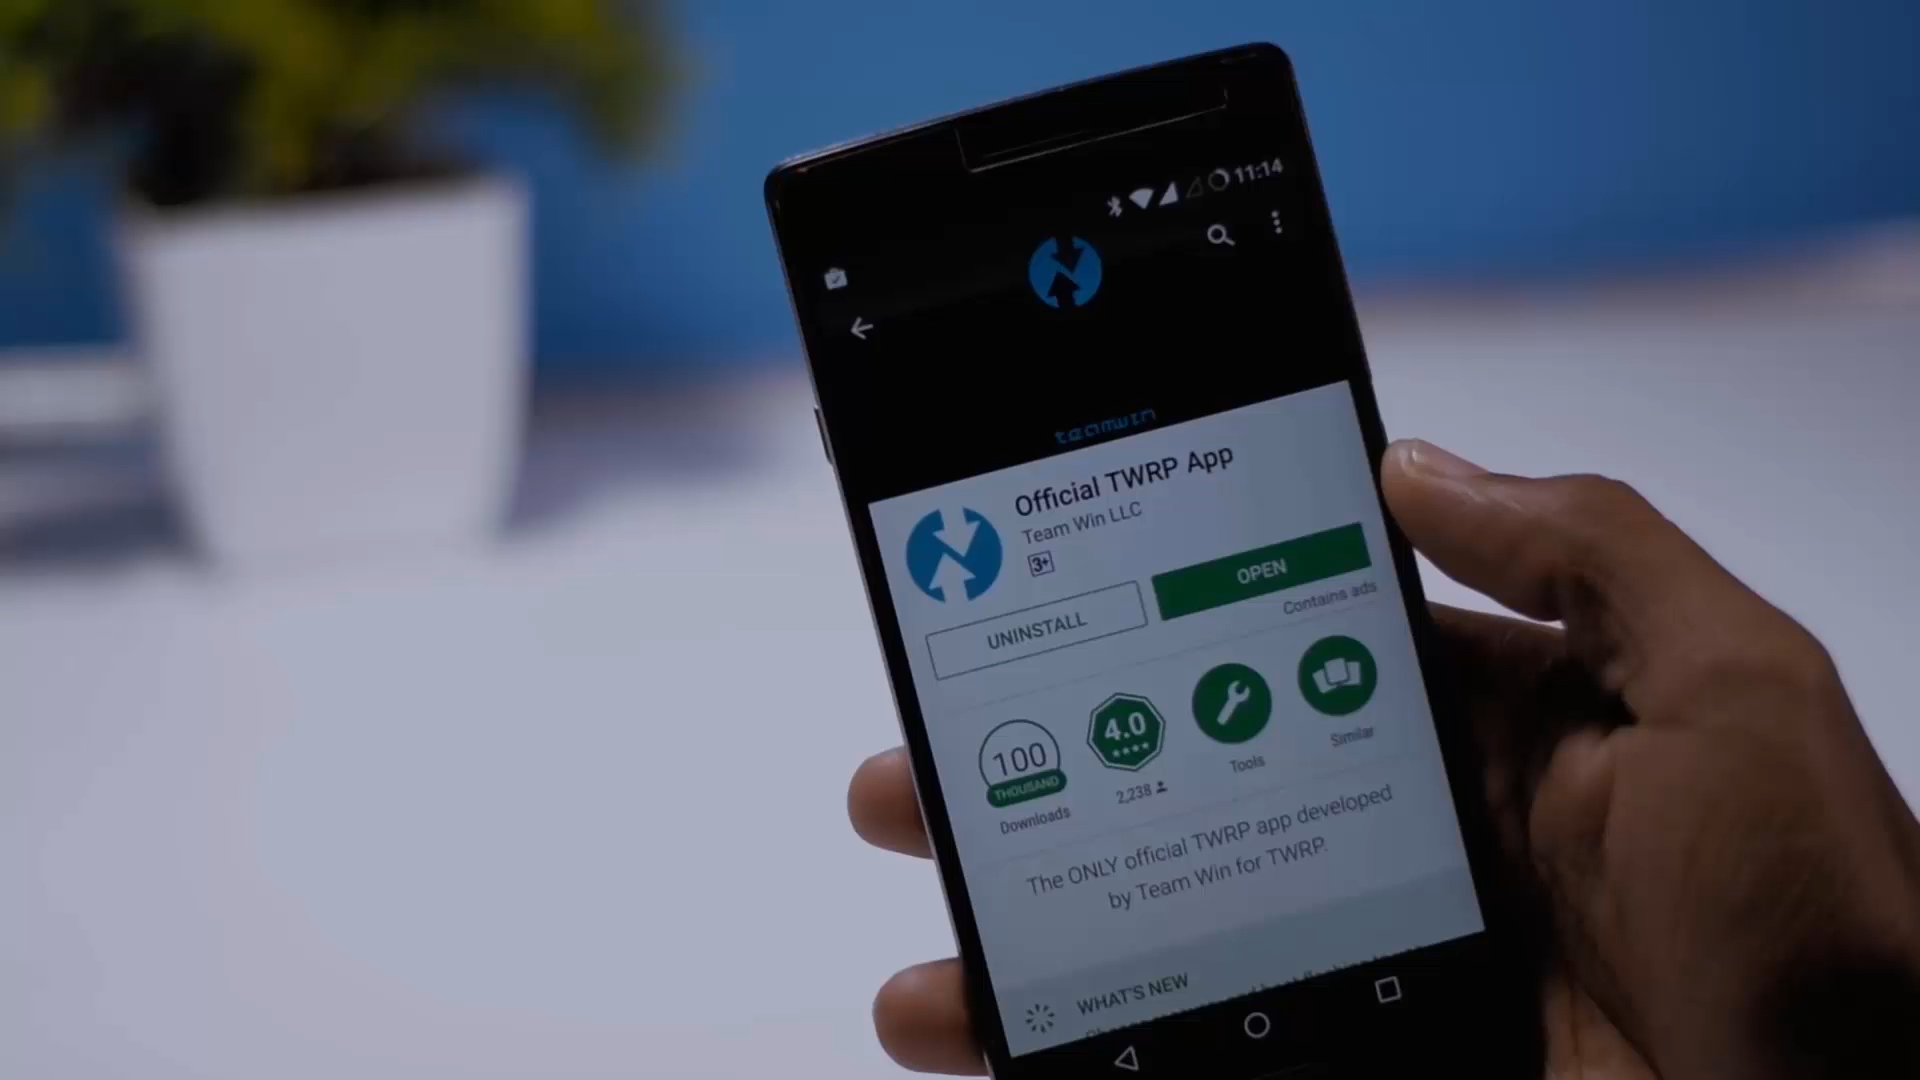 11:14
teamwin
Official TWRP App
Team Win LLC
3+
UNINSTALL
OPEN
Contains ads
100
THOUSAND
Downloads
4.0
2,238
Tools
Similar
The ONLY official TWRP app developed
by Team Win for TWRP.
WHAT'S NEW